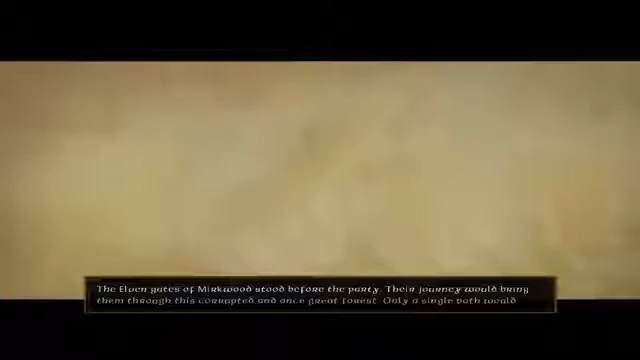 The Elven gates of Mirkwood stood before the party. Their journey would bring
them through this corrupted and once great forest. Only a single path would